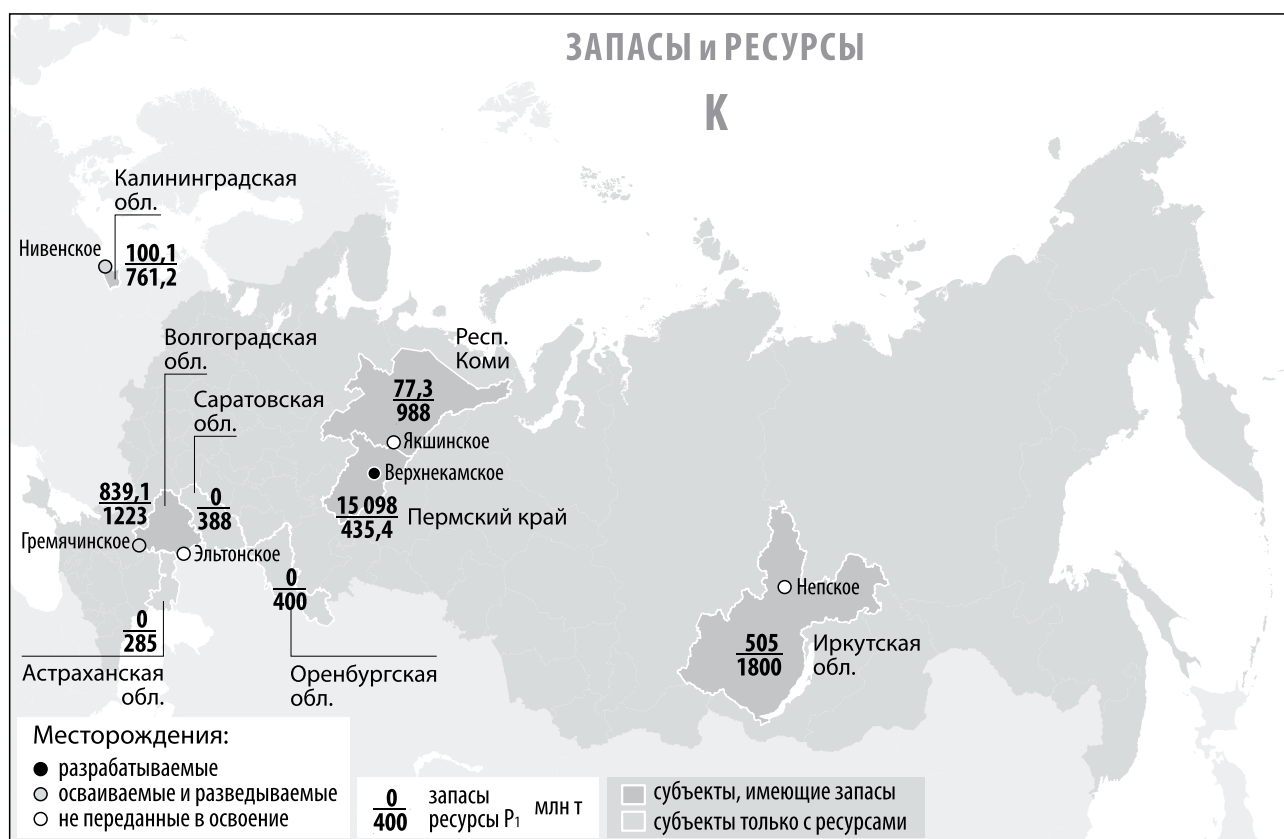 ЗАПАСЫ и РЕСУРСЫ
К
Калининградская
обл.
Нивенское
100,1
761,2
Волгоградская
обл.
Саратовская
обл.
Респ.
Коми
77,3
988
Якшинское
Верхнекамское
15 098
435,4
Пермский край
839,1
1223
0
388
Гремячинское
Эльтонское
0
400
0
285
Астраханская
обл.
Оренбургская
обл.
Непское
505
1800
Иркутская
обл.
Месторождения:
разрабатываемые
осваиваемые и разведываемые
не переданные в освоение
0
400
запасы
ресурсы P₁
млн т
субъекты, имеющие запасы
субъекты только с ресурсами